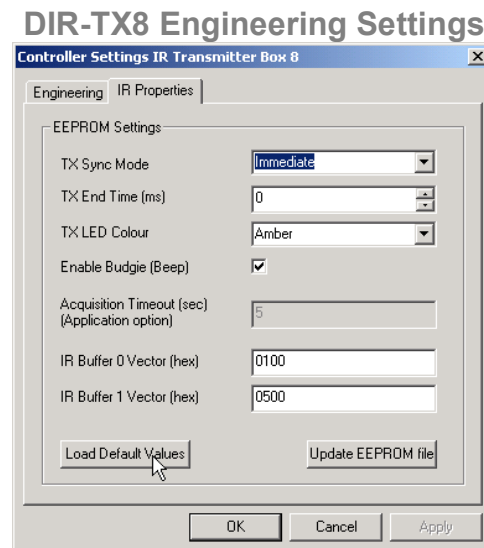 DIR-TX8 Engineering Settings
Controller Settings IR Transmitter Box 8
Engineering IR Properties
EEPROM Settings
TX Sync Mode Immediate
TX End Time (ms) 0
TX LED Colour Amber
Enable Budgie (Beep)
Acquisition Timeout (sec)
(Application option) 5
IR Buffer 0 Vector (hex) 0100
IR Buffer 1 Vector (hex) 0500
Load Default Values Update EEPROM file
OK Cancel Apply